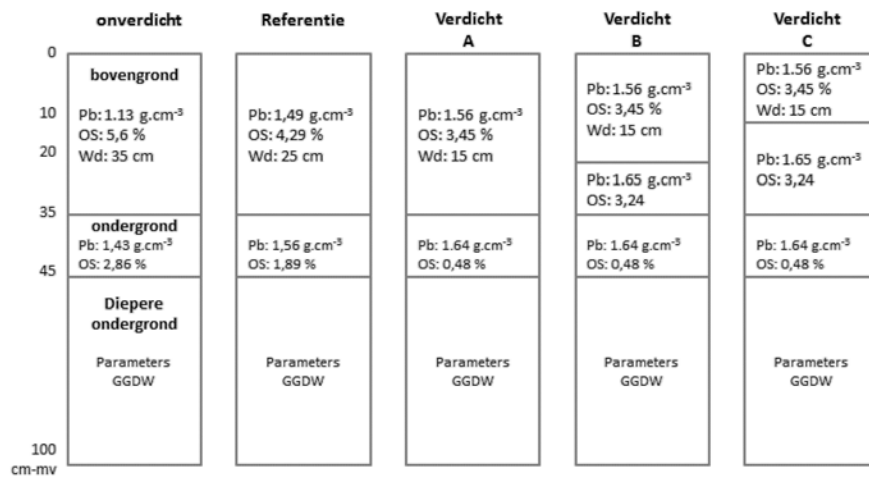 onverdicht
Referentie
Verdicht
A
Verdicht
B
Verdicht
C
0
10
20
35
45
100
cm-mv
bovengrond
Pb: 1.13 g.cm⁻³
OS: 5,6 %
Wd: 35 cm
ondergrond
Pb: 1,43 g.cm⁻³
OS: 2,86 %
Diepere
ondergrond
Parameters
GGDW
Pb: 1,49 g.cm⁻³
OS: 4,29 %
Wd: 25 cm
Pb: 1,56 g.cm⁻³
OS: 1,89 %
Parameters
GGDW
Pb: 1.56 g.cm⁻³
OS: 3,45 %
Wd: 15 cm
Pb: 1.64 g.cm⁻³
OS: 0,48 %
Parameters
GGDW
Pb: 1.56 g.cm⁻³
OS: 3,45 %
Wd: 15 cm
Pb: 1.65 g.cm⁻³
OS: 3,24
Pb: 1.64 g.cm⁻³
OS: 0,48 %
Parameters
GGDW
Pb: 1.56 g.cm⁻³
OS: 3,45 %
Wd: 15 cm
Pb: 1.65 g.cm⁻³
OS: 3,24
Pb: 1.64 g.cm⁻³
OS: 0,48 %
Parameters
GGDW